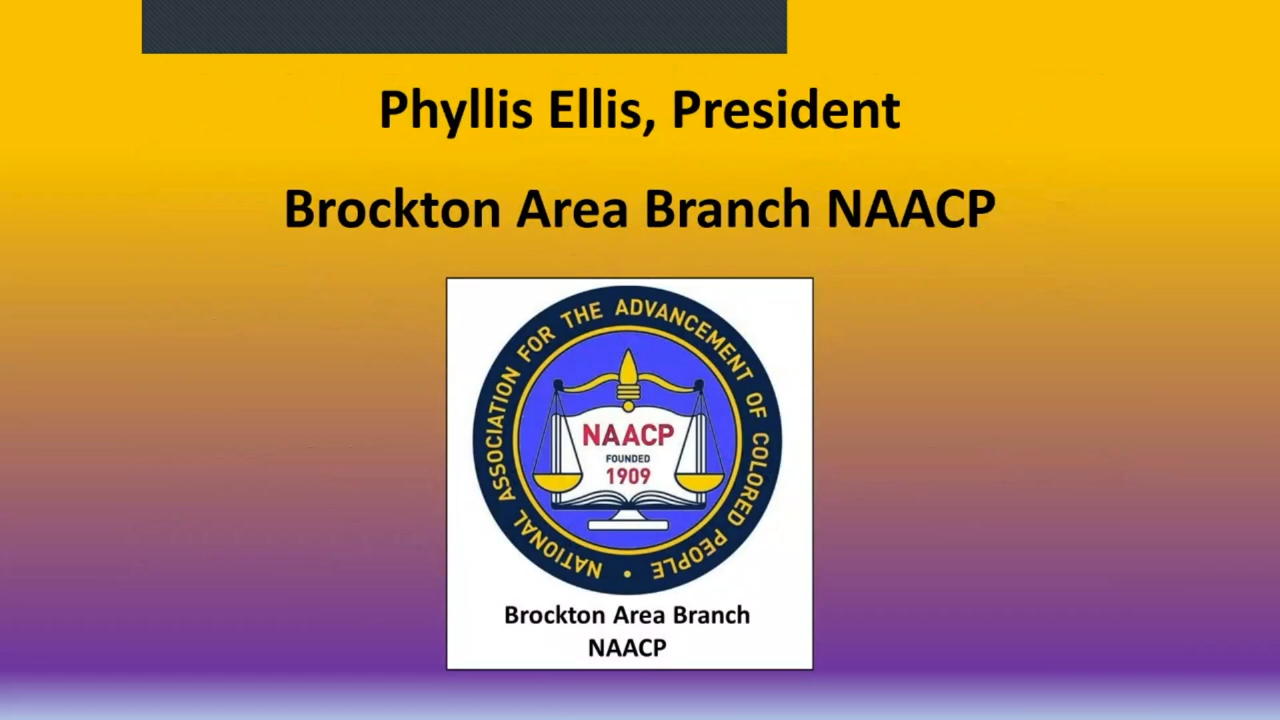 Phyllis Ellis, President
Brockton Area Branch NAACP
NATIONAL ASSOCIATION FOR THE ADVANCEMENT OF COLORED PEOPLE •
NAACP
FOUNDED
1909
Brockton Area Branch
NAACP